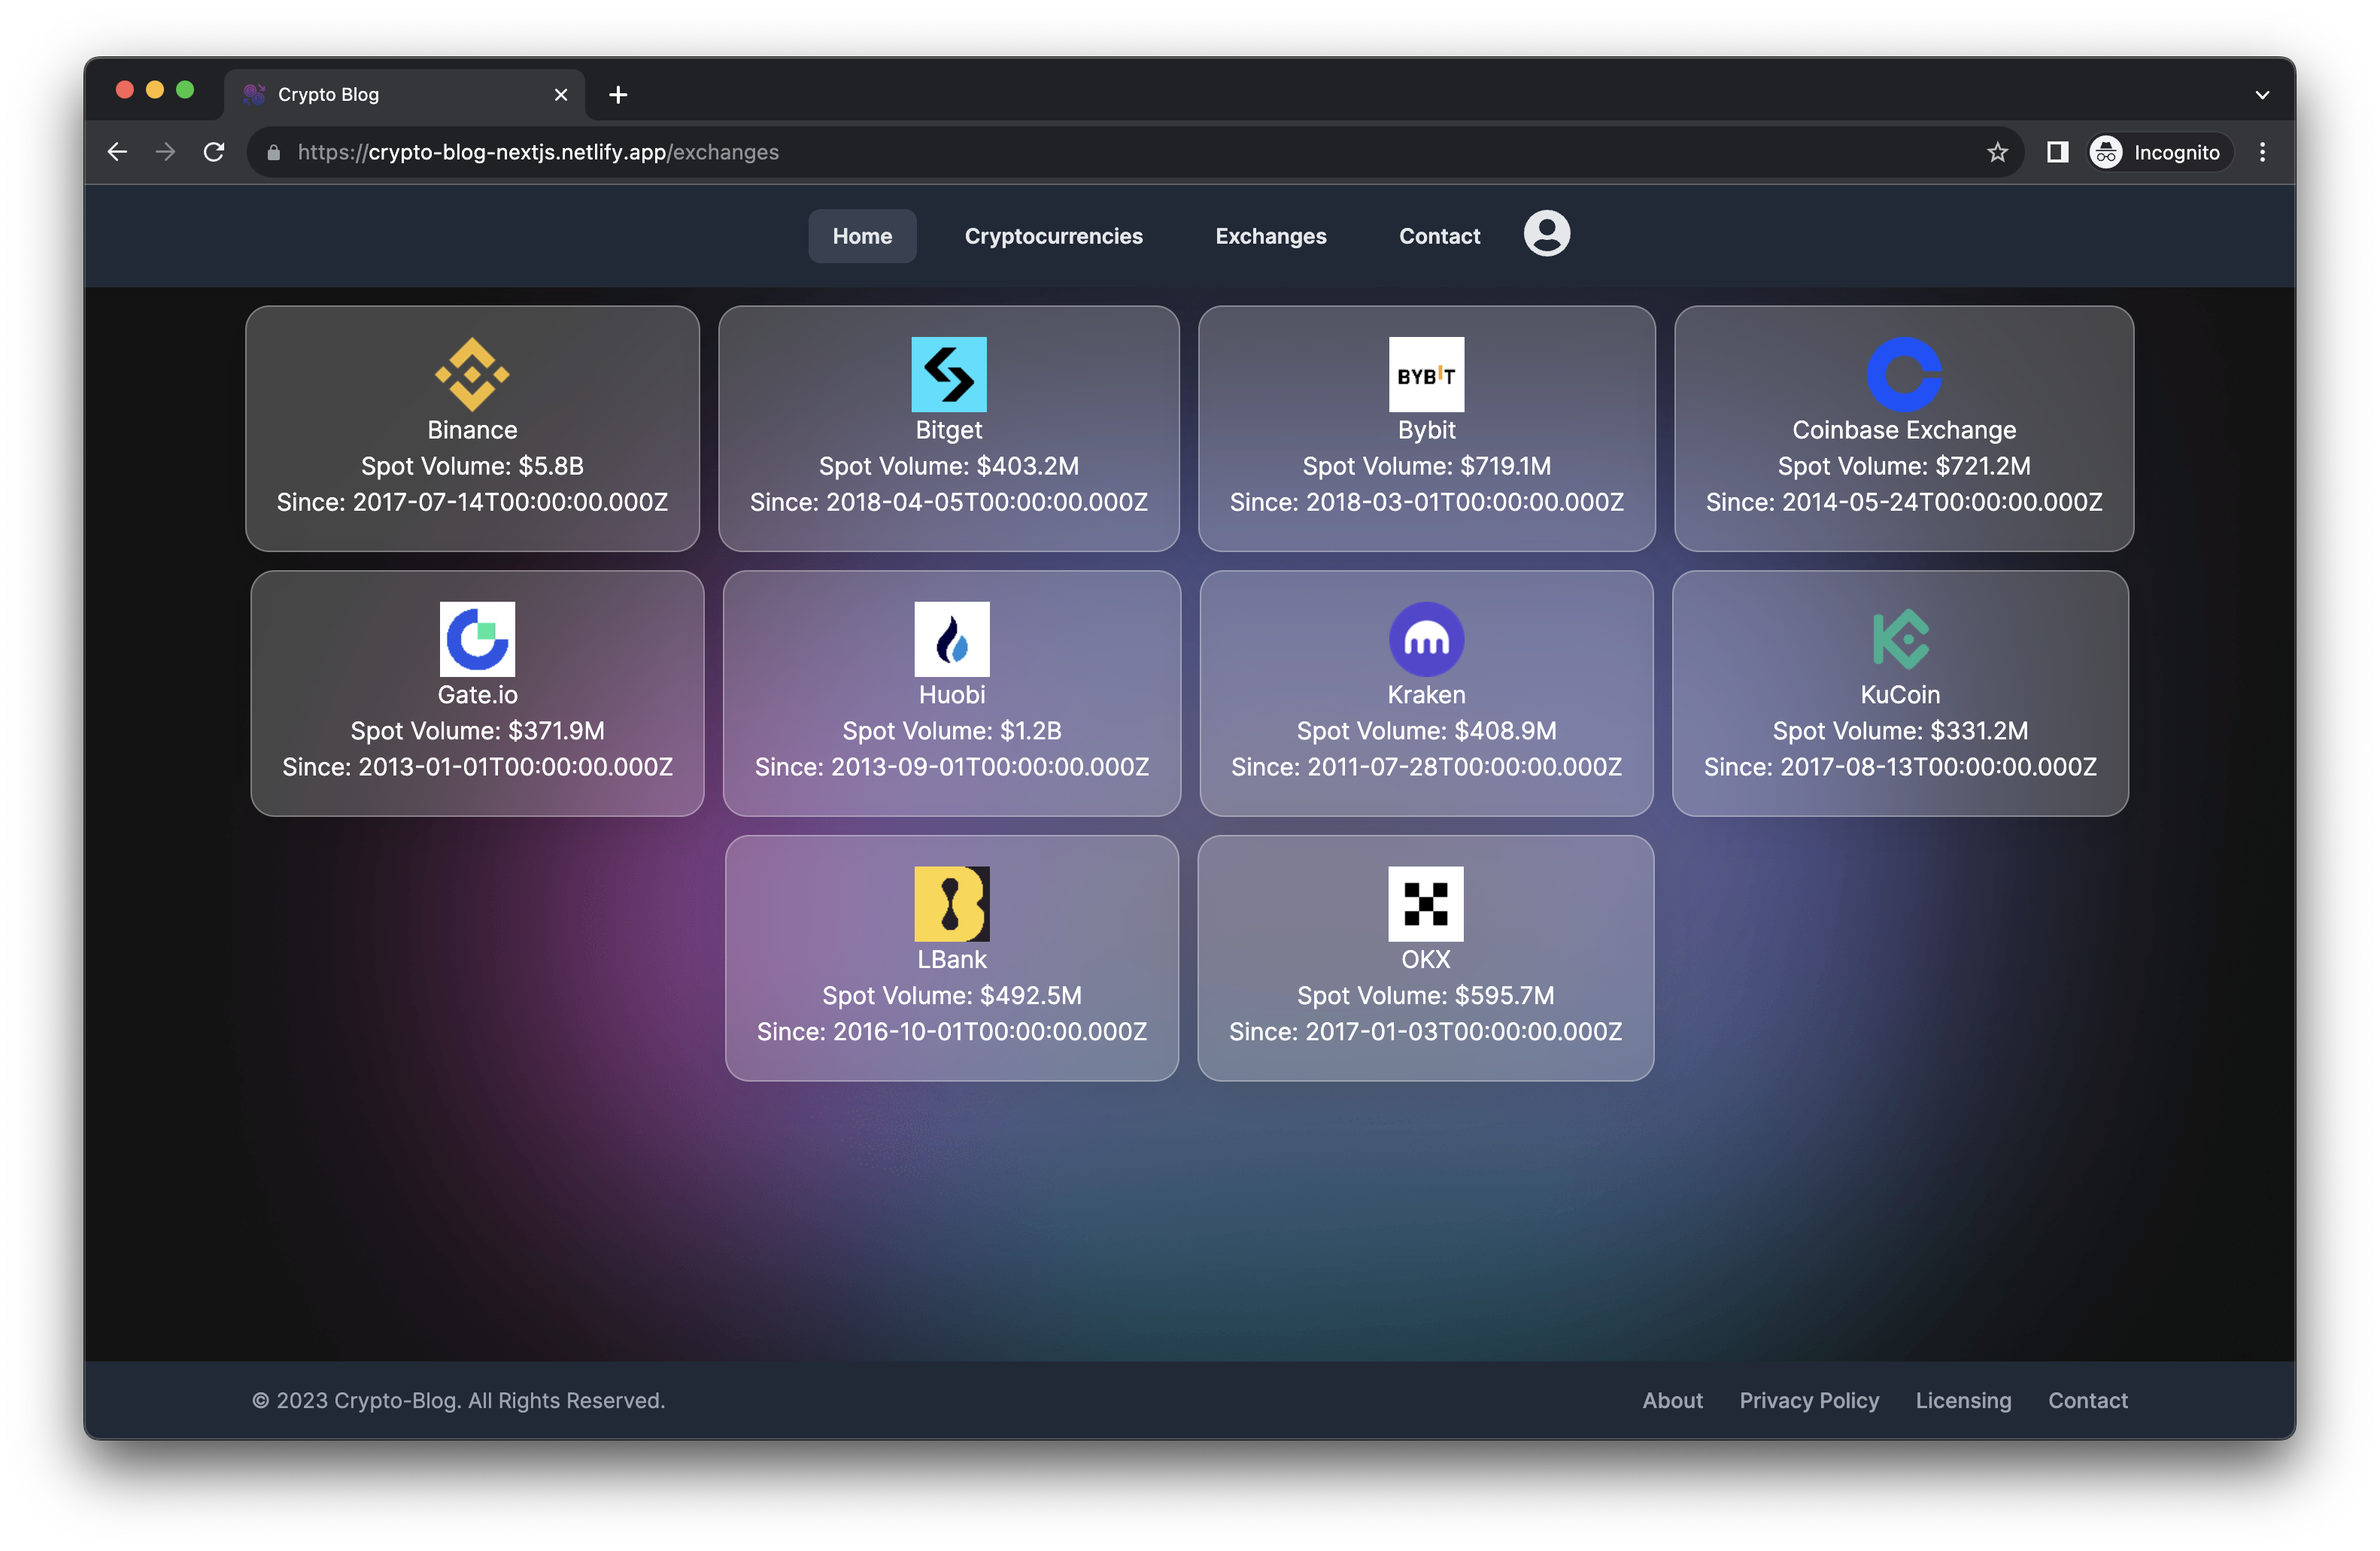 Crypto Blog
https://crypto-blog-nextjs.netlify.app/exchanges
Incognito
Home
Cryptocurrencies
Exchanges
Contact
Binance
Spot Volume: $5.8B
Since: 2017-07-14T00:00:00.000Z
Bitget
Spot Volume: $403.2M
Since: 2018-04-05T00:00:00.000Z
BYBIT
Bybit
Spot Volume: $719.1M
Since: 2018-03-01T00:00:00.000Z
Coinbase Exchange
Spot Volume: $721.2M
Since: 2014-05-24T00:00:00.000Z
Gate.io
Spot Volume: $371.9M
Since: 2013-01-01T00:00:00.000Z
Huobi
Spot Volume: $1.2B
Since: 2013-09-01T00:00:00.000Z
Kraken
Spot Volume: $408.9M
Since: 2011-07-28T00:00:00.000Z
KuCoin
Spot Volume: $331.2M
Since: 2017-08-13T00:00:00.000Z
LBank
Spot Volume: $492.5M
Since: 2016-10-01T00:00:00.000Z
OKX
Spot Volume: $595.7M
Since: 2017-01-03T00:00:00.000Z
© 2023 Crypto-Blog. All Rights Reserved.
About
Privacy Policy
Licensing
Contact